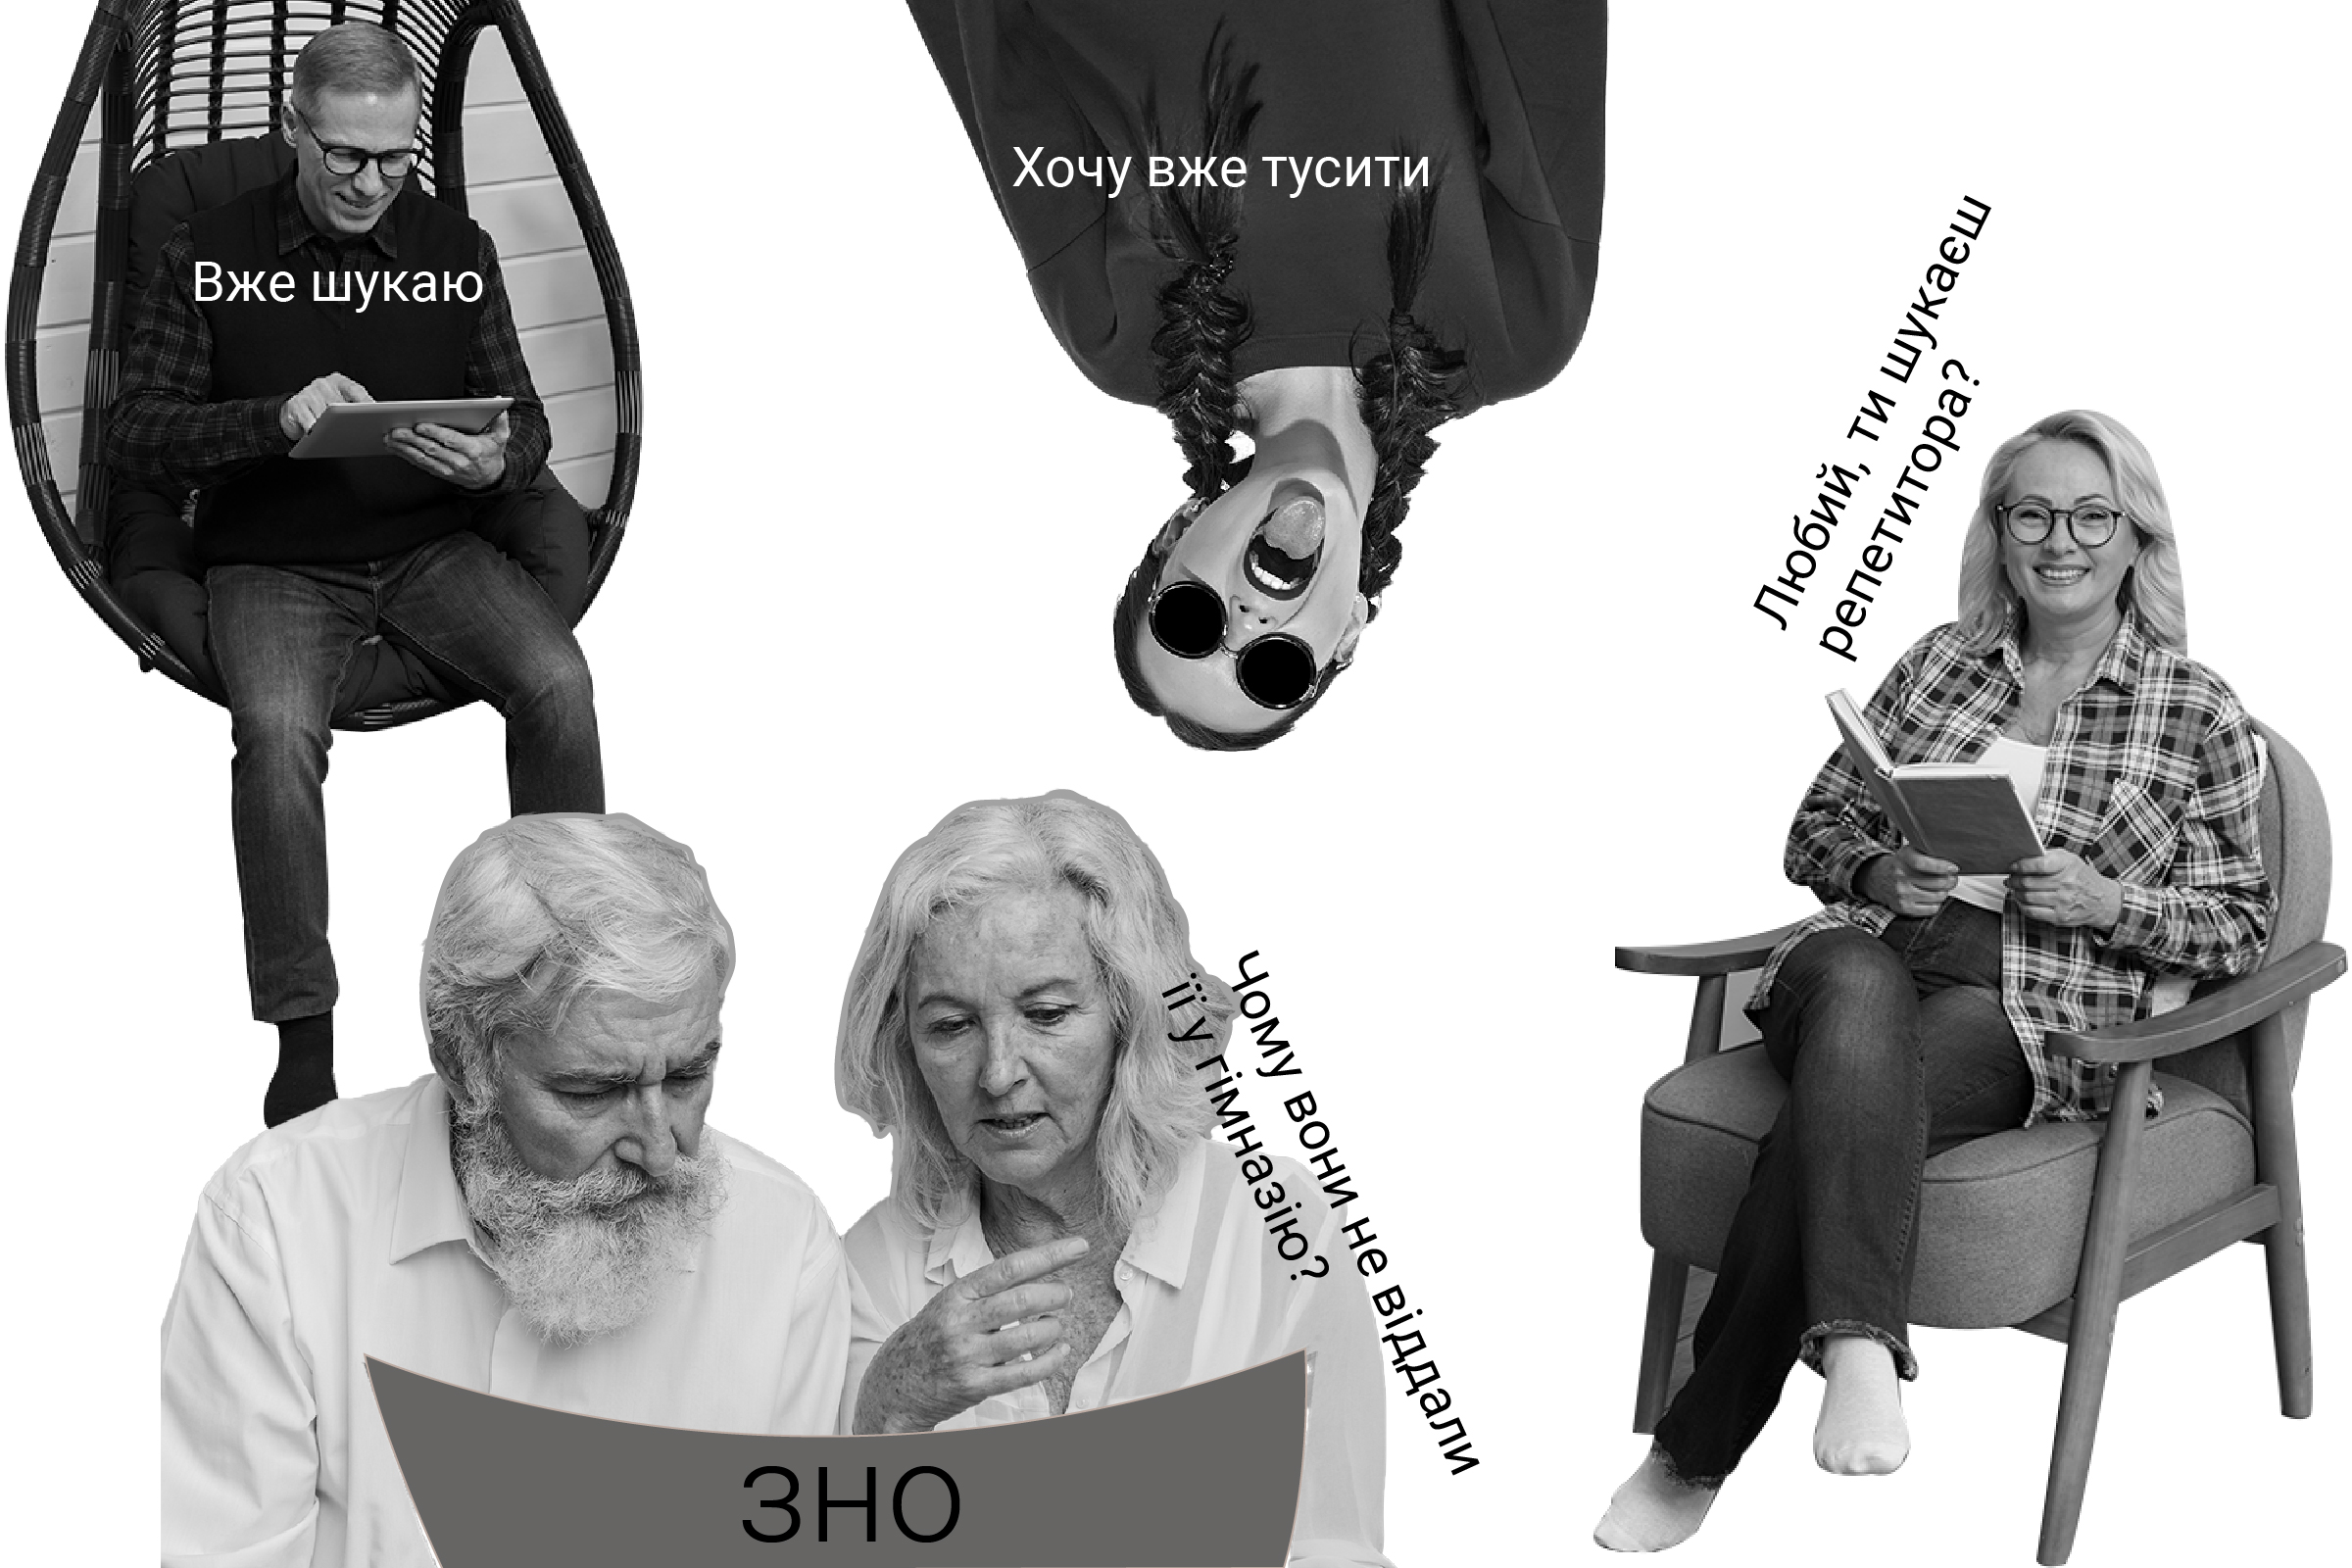 Вже шукаю
Хочу вже тусити
Любий, ти шукаєш
репетитора?
Чому вони не віддали
її у гімназію?
ЗНО